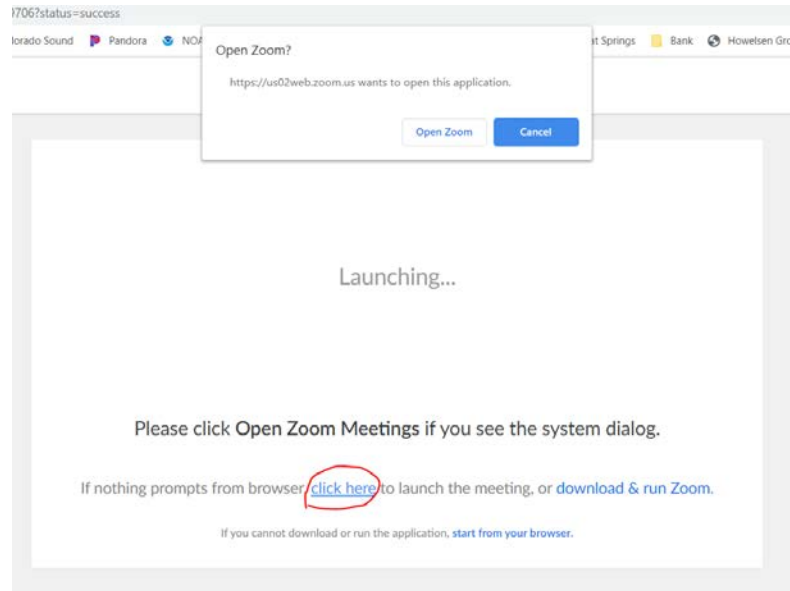 9706?status=success
lorado Sound Pandora NOA
t Springs Bank Howelsen Gro
Open Zoom?
https://us02web.zoom.us wants to open this application.
Open Zoom Cancel
Launching...
Please click Open Zoom Meetings if you see the system dialog.
If nothing prompts from browser, click here to launch the meeting, or download & run Zoom.
If you cannot download or run the application, start from your browser.